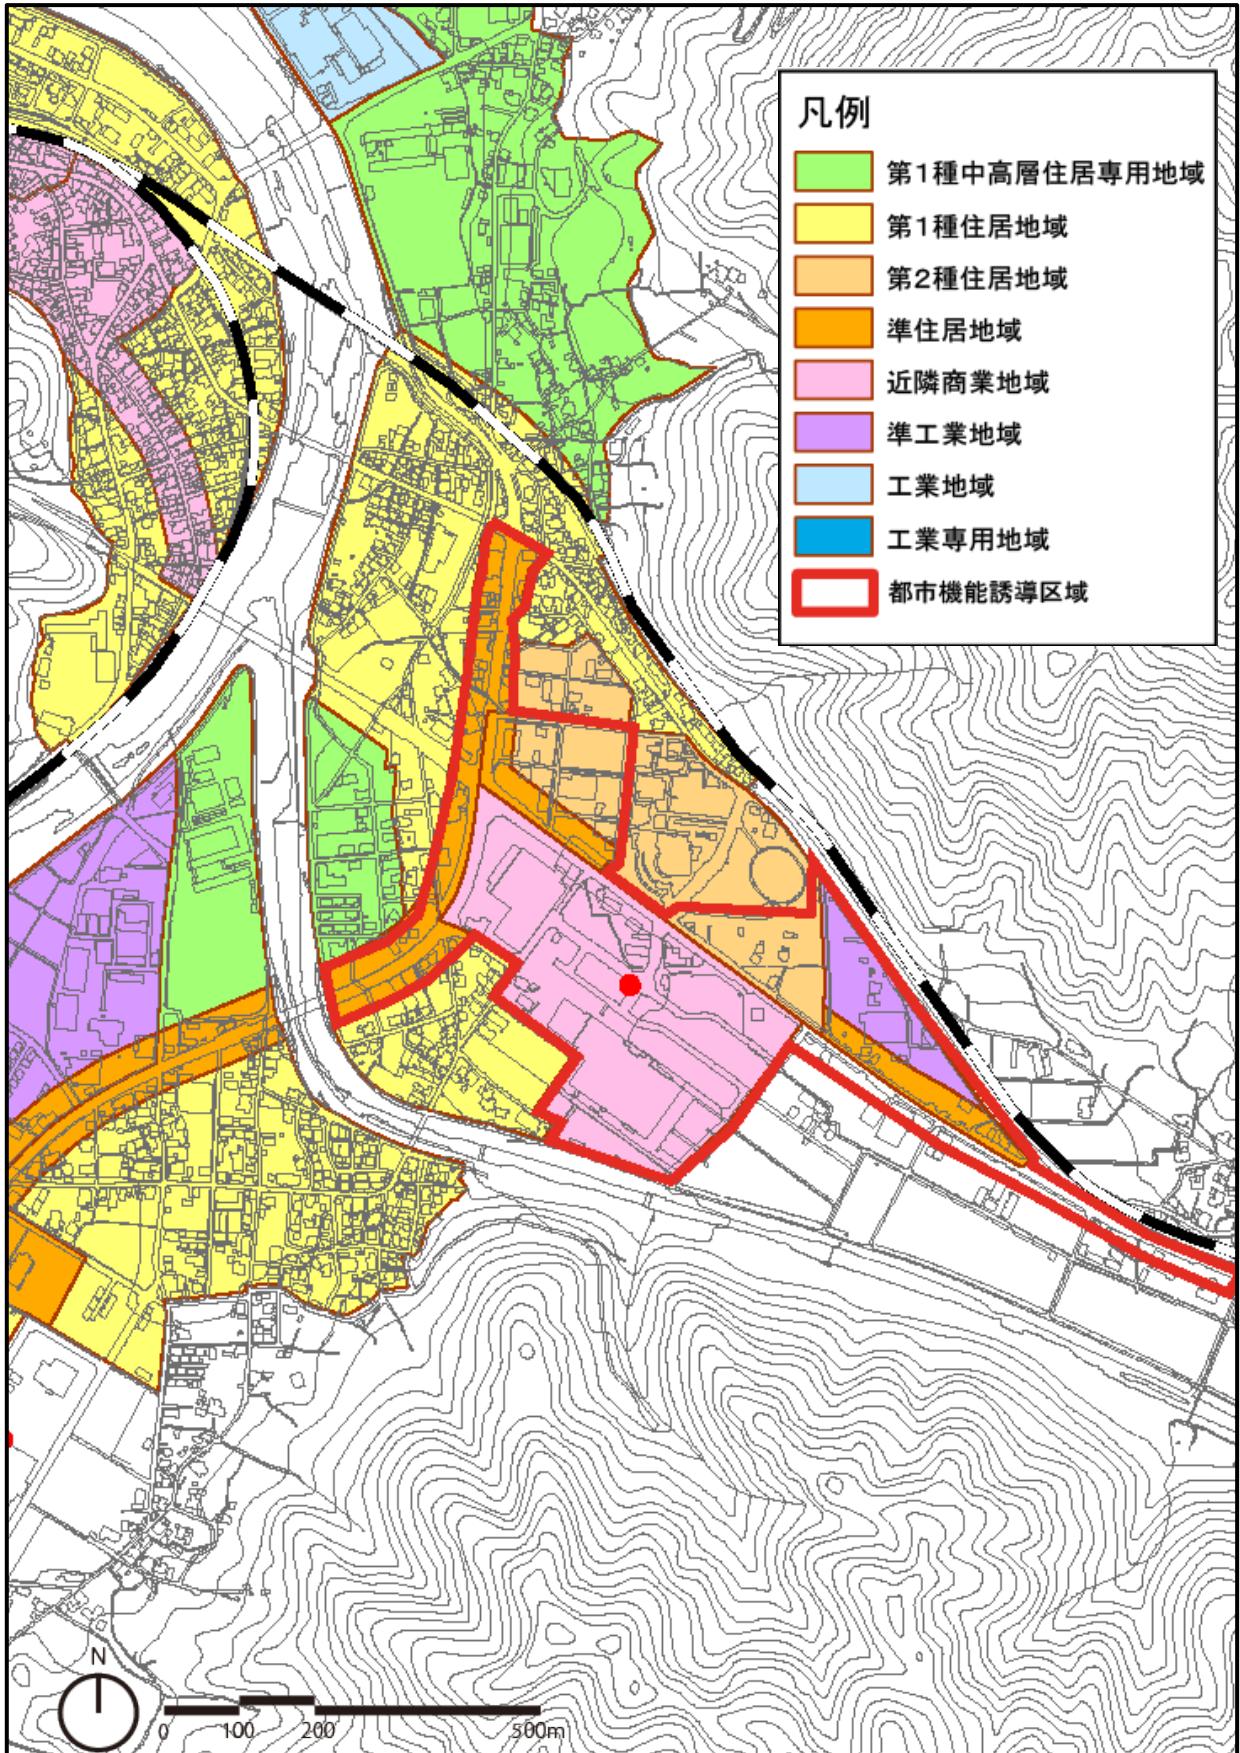 凡例
第1種中高層住居専用地域
第1種住居地域
第2種住居地域
準住居地域
近隣商業地域
準工業地域
工業地域
工業専用地域
都市機能誘導区域
N
0 100 200 500m